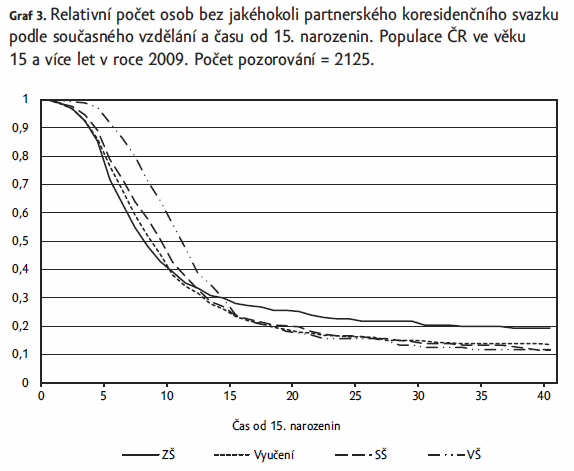 Graf 3. Relativní počet osob bez jakéhokoli partnerského koresidenčního svazku
podle současného vzdělání a času od 15. narozenin. Populace ČR ve věku
15 a více let v roce 2009. Počet pozorování = 2125.
1
0,9
0,8
0,7
0,6
0,5
0,4
0,3
0,2
0,1
0
0 5 10 15 20 25 30 35 40
Čas od 15. narozenin
ZŠ Vyučení SŠ VŠ